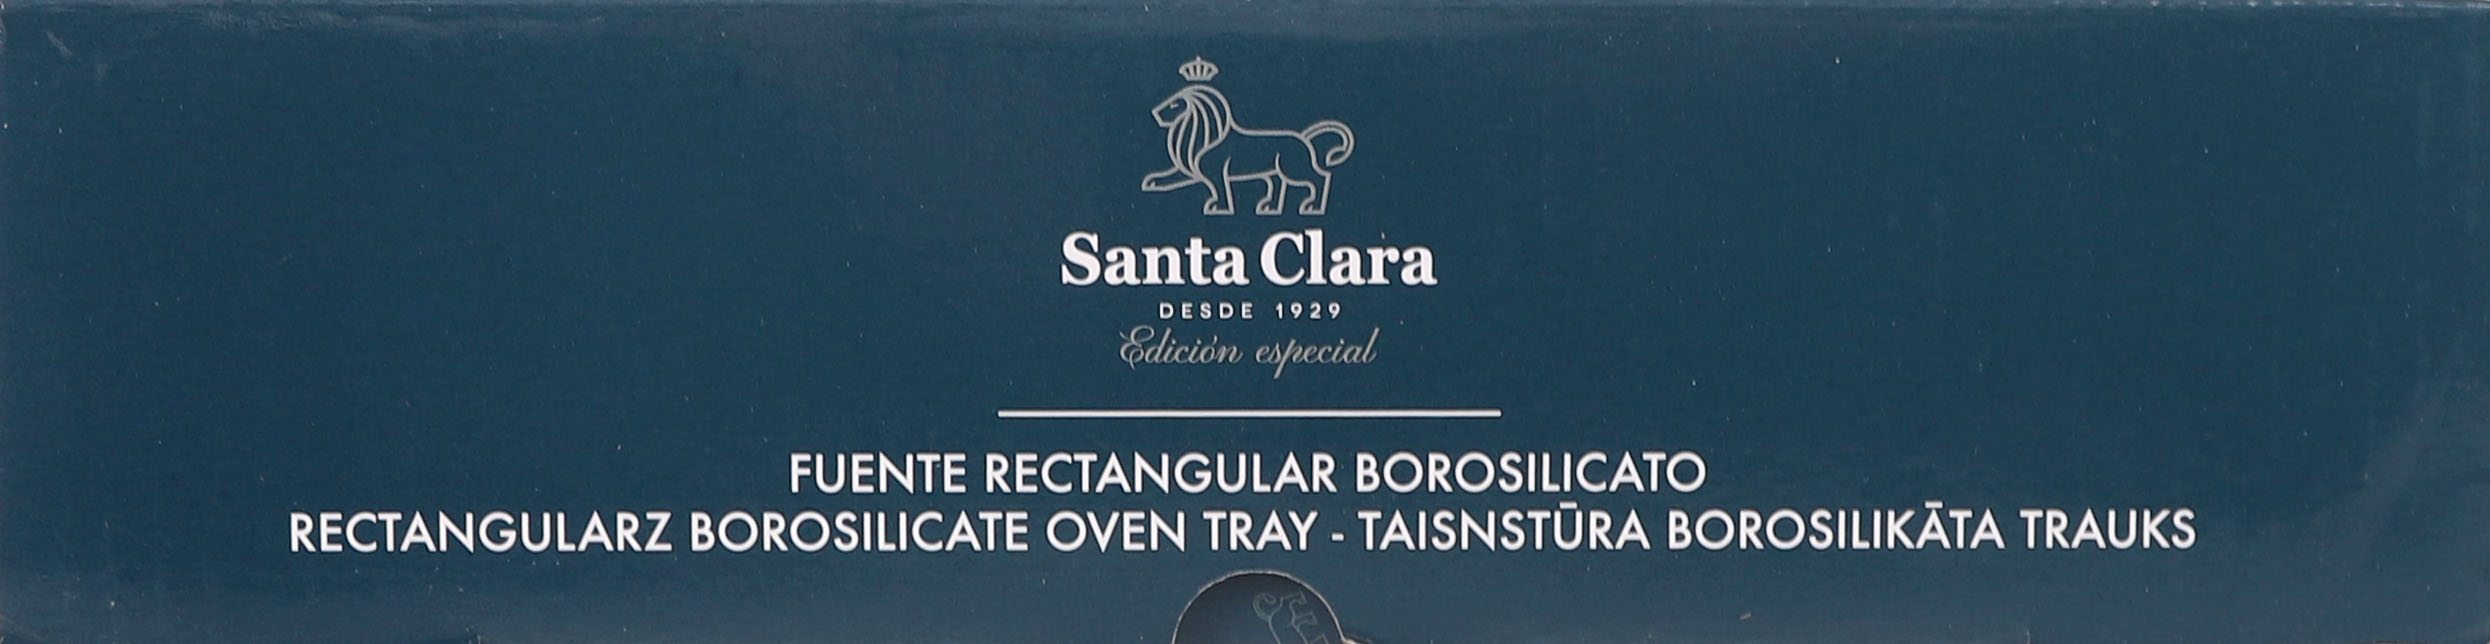 Santa Clara
DESDE 1929
Edición especial
FUENTE RECTANGULAR BOROSILICATO
RECTANGULARZ BOROSILICATE OVEN TRAY - TAISNSTŪRA BOROSILIKĀTA TRAUKS